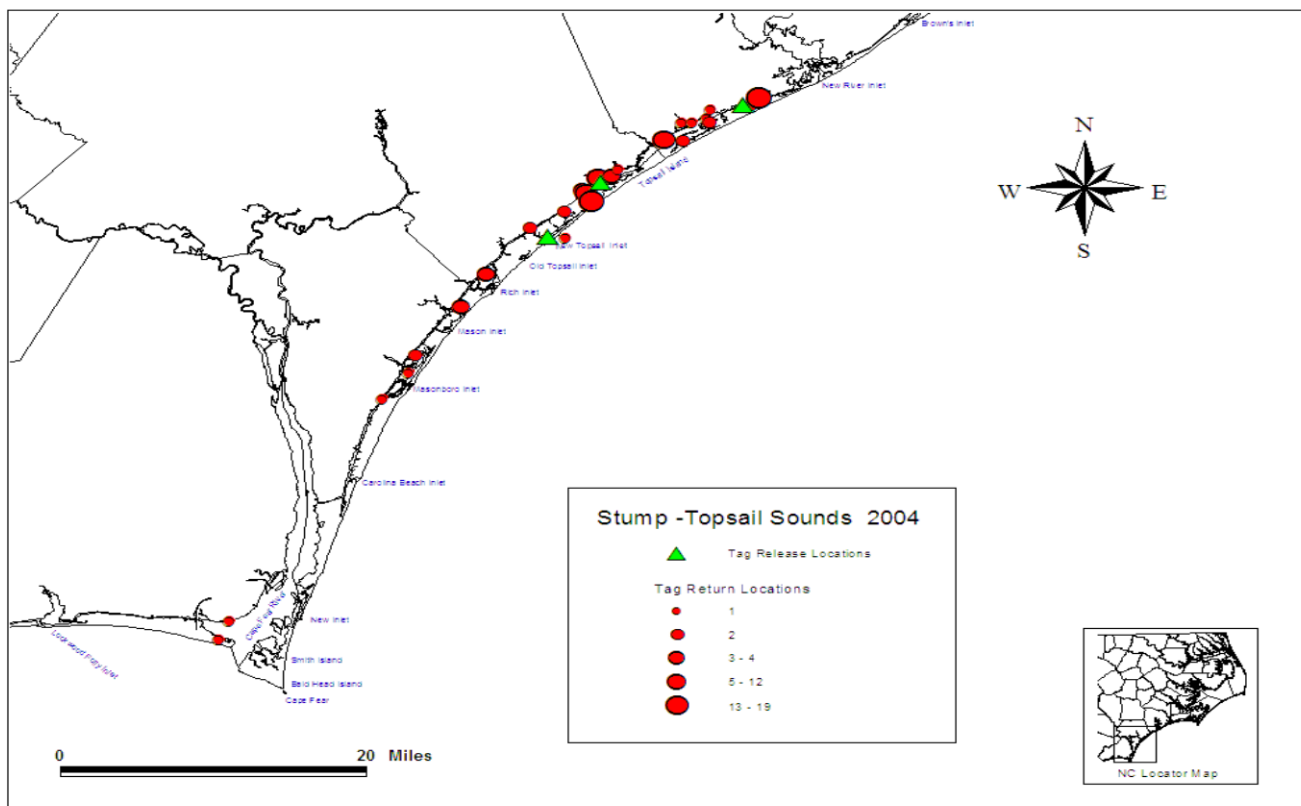 Brown's Inlet
New River Inlet
Topsail Island
New Topsail Inlet
Old Topsail Inlet
Rich Inlet
Mason Inlet
Masonboro Inlet
Carolina Beach Inlet
Cape Fear River
New Inlet
Lockwood Folly Inlet
Smith Island
Bald Head Island
Cape Fear
N
W E
S
Stump -Topsail Sounds 2004
Tag Release Locations
Tag Return Locations
1
2
3 - 4
5 - 12
13 - 19
0 20 Miles
NC Locator Map